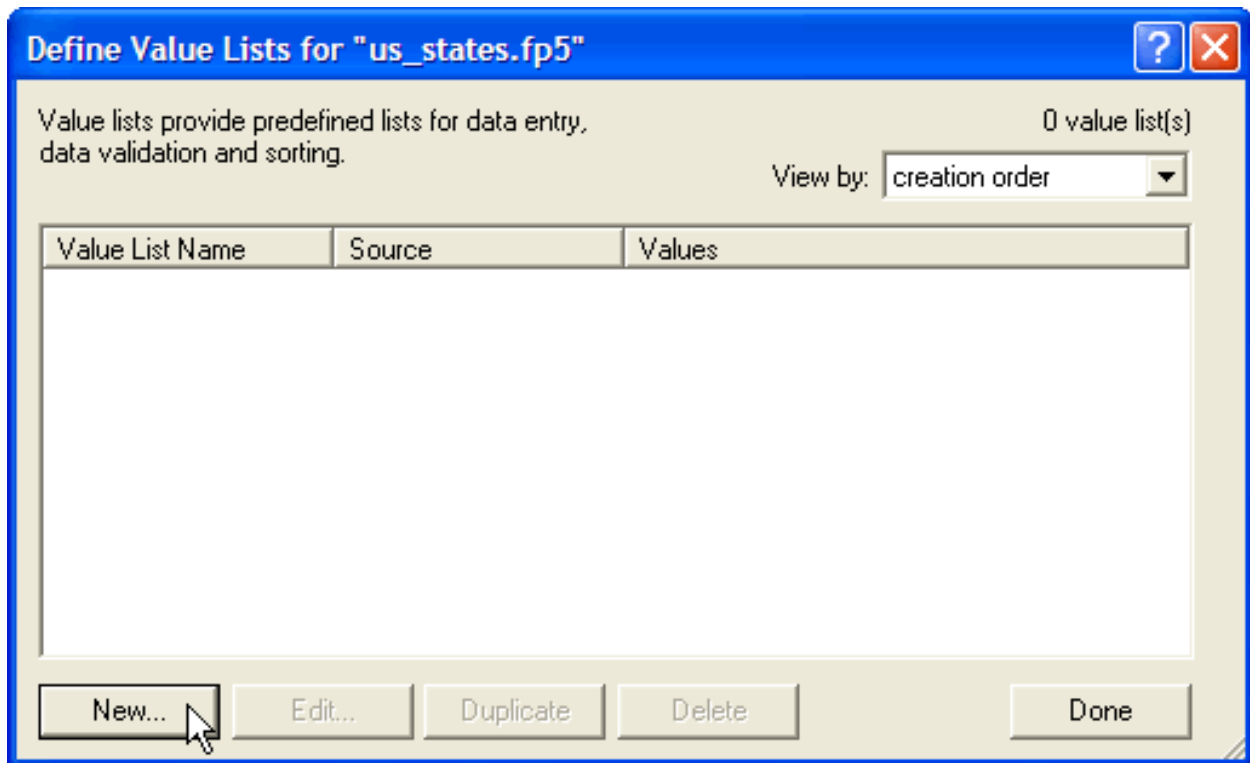 Define Value Lists for "us_states.fp5"
?
Value lists provide predefined lists for data entry,
data validation and sorting.
0 value list(s)
View by: creation order
Value List Name Source Values
New... Edit... Duplicate Delete Done